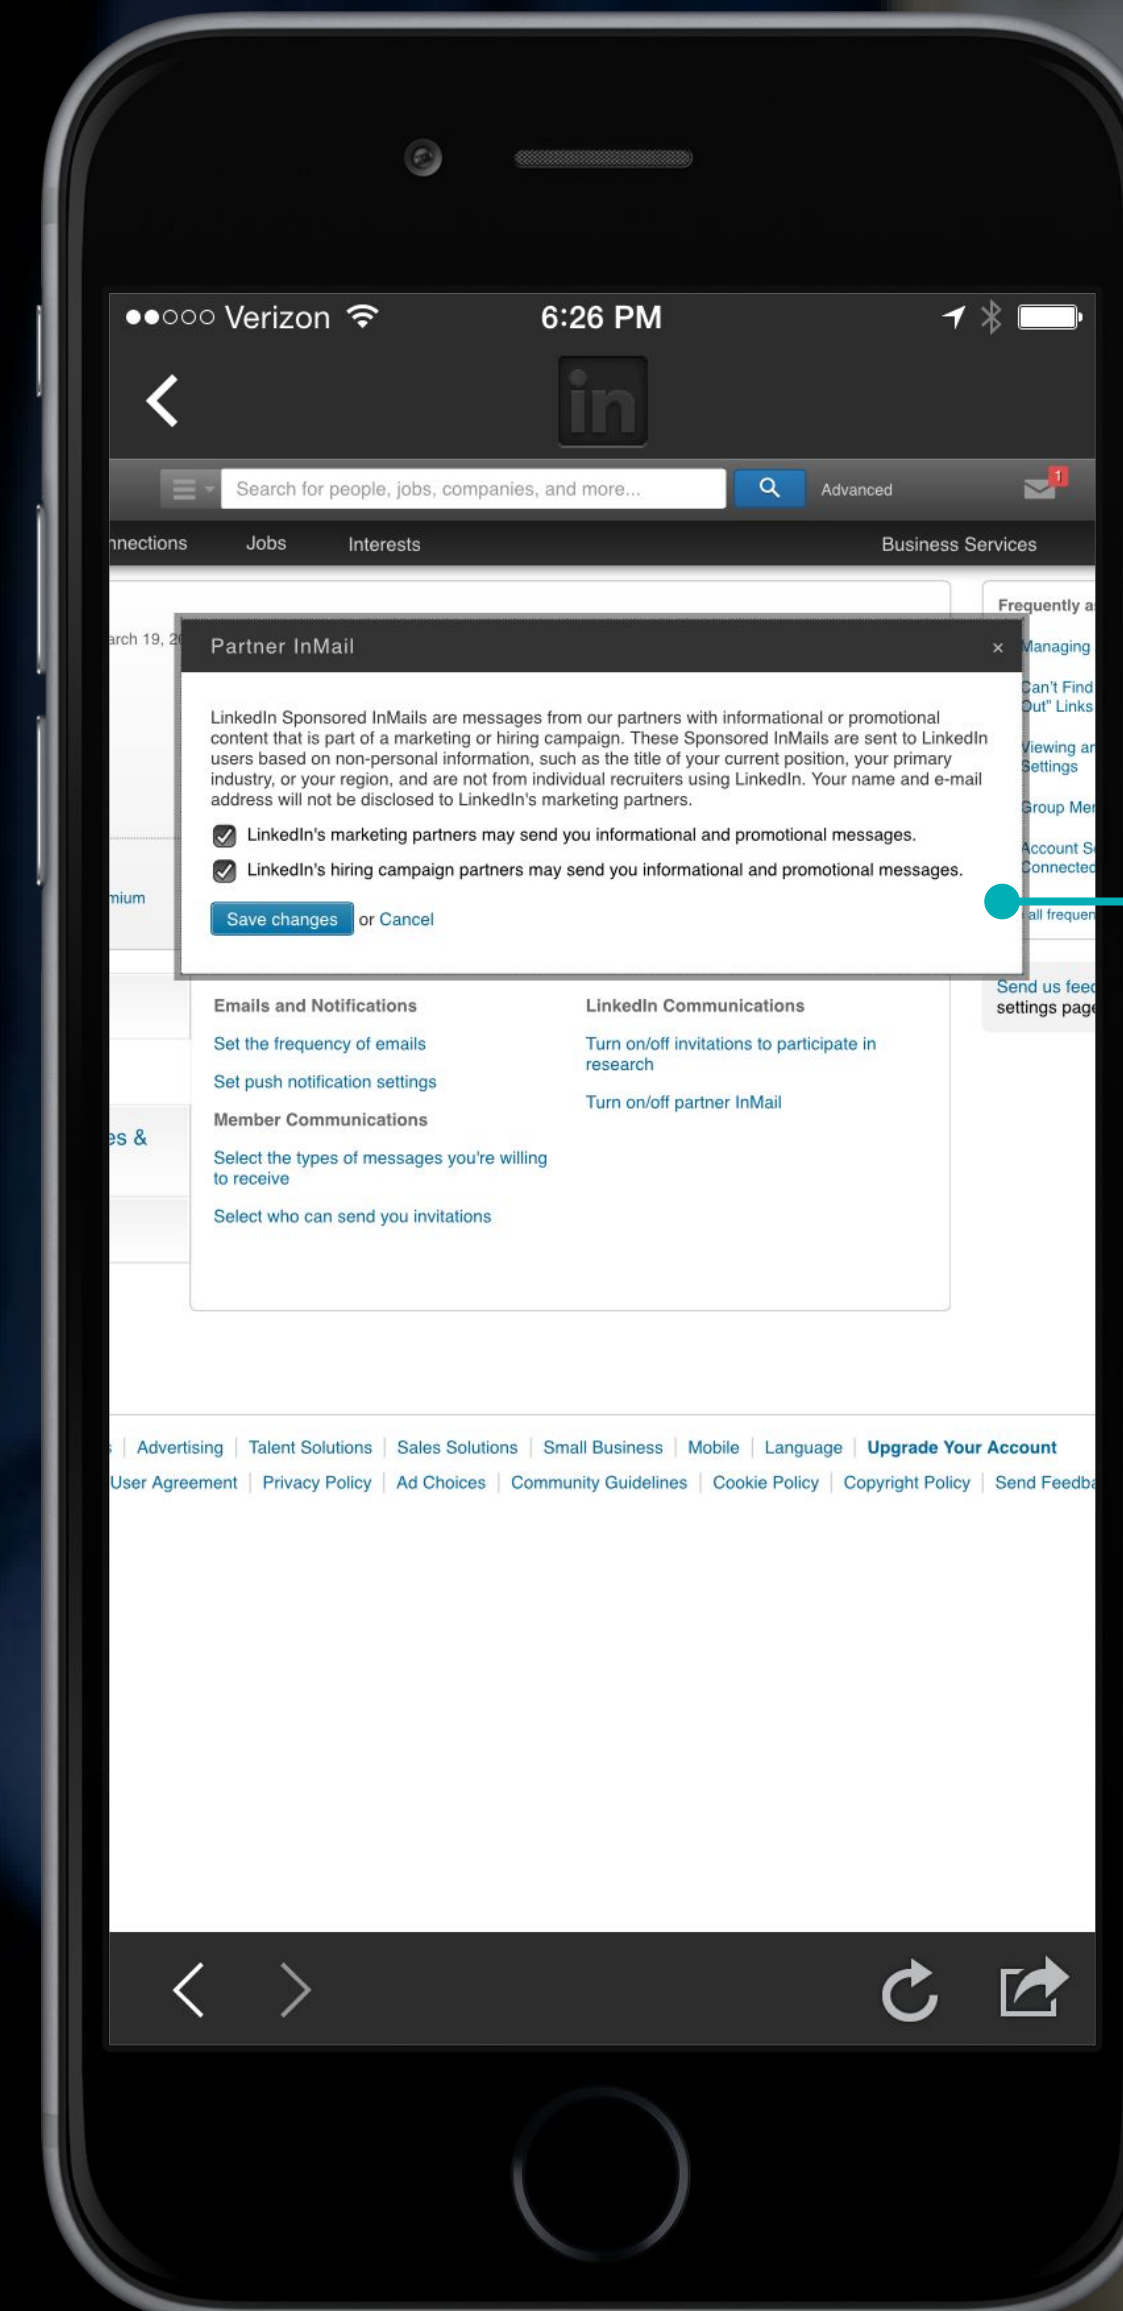 Verizon 6:26 PM
in
Search for people, jobs, companies, and more... Advanced 1
nnections Jobs Interests Business Services
arch 19, 2
Partner InMail ×
LinkedIn Sponsored InMails are messages from our partners with informational or promotional
content that is part of a marketing or hiring campaign. These Sponsored InMails are sent to LinkedIn
users based on non-personal information, such as the title of your current position, your primary
industry, or your region, and are not from individual recruiters using LinkedIn. Your name and e-mail
address will not be disclosed to LinkedIn's marketing partners.
LinkedIn's marketing partners may send you informational and promotional messages.
LinkedIn's hiring campaign partners may send you informational and promotional messages.
Save changes or Cancel
mium
es &
Emails and Notifications
Set the frequency of emails
Set push notification settings
Member Communications
Select the types of messages you're willing
to receive
Select who can send you invitations
LinkedIn Communications
Turn on/off invitations to participate in
research
Turn on/off partner InMail
Frequently a
Managing
Can't Find
Out" Links
Viewing an
Settings
Group Mer
Account S
Connected
all frequen
Send us feed
settings page
Advertising Talent Solutions Sales Solutions Small Business Mobile Language Upgrade Your Account
User Agreement Privacy Policy Ad Choices Community Guidelines Cookie Policy Copyright Policy Send Feedba